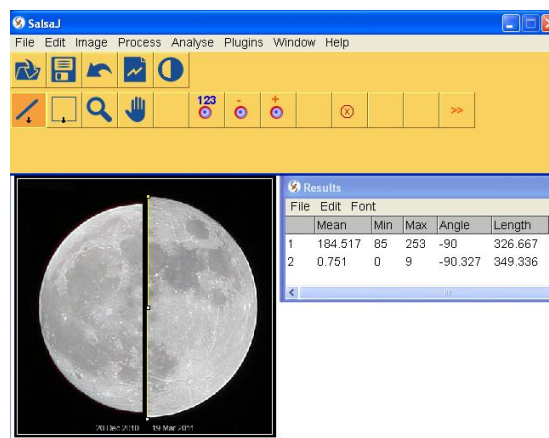 SalsaJ
File Edit Image Process Analyse Plugins Window Help
123 - +
>>
Results
File Edit Font
Mean Min Max Angle Length
1 184.517 85 253 -90 326.667
2 0.751 0 9 -90.327 349.336
20 Dec 2010 19 Mar 2011